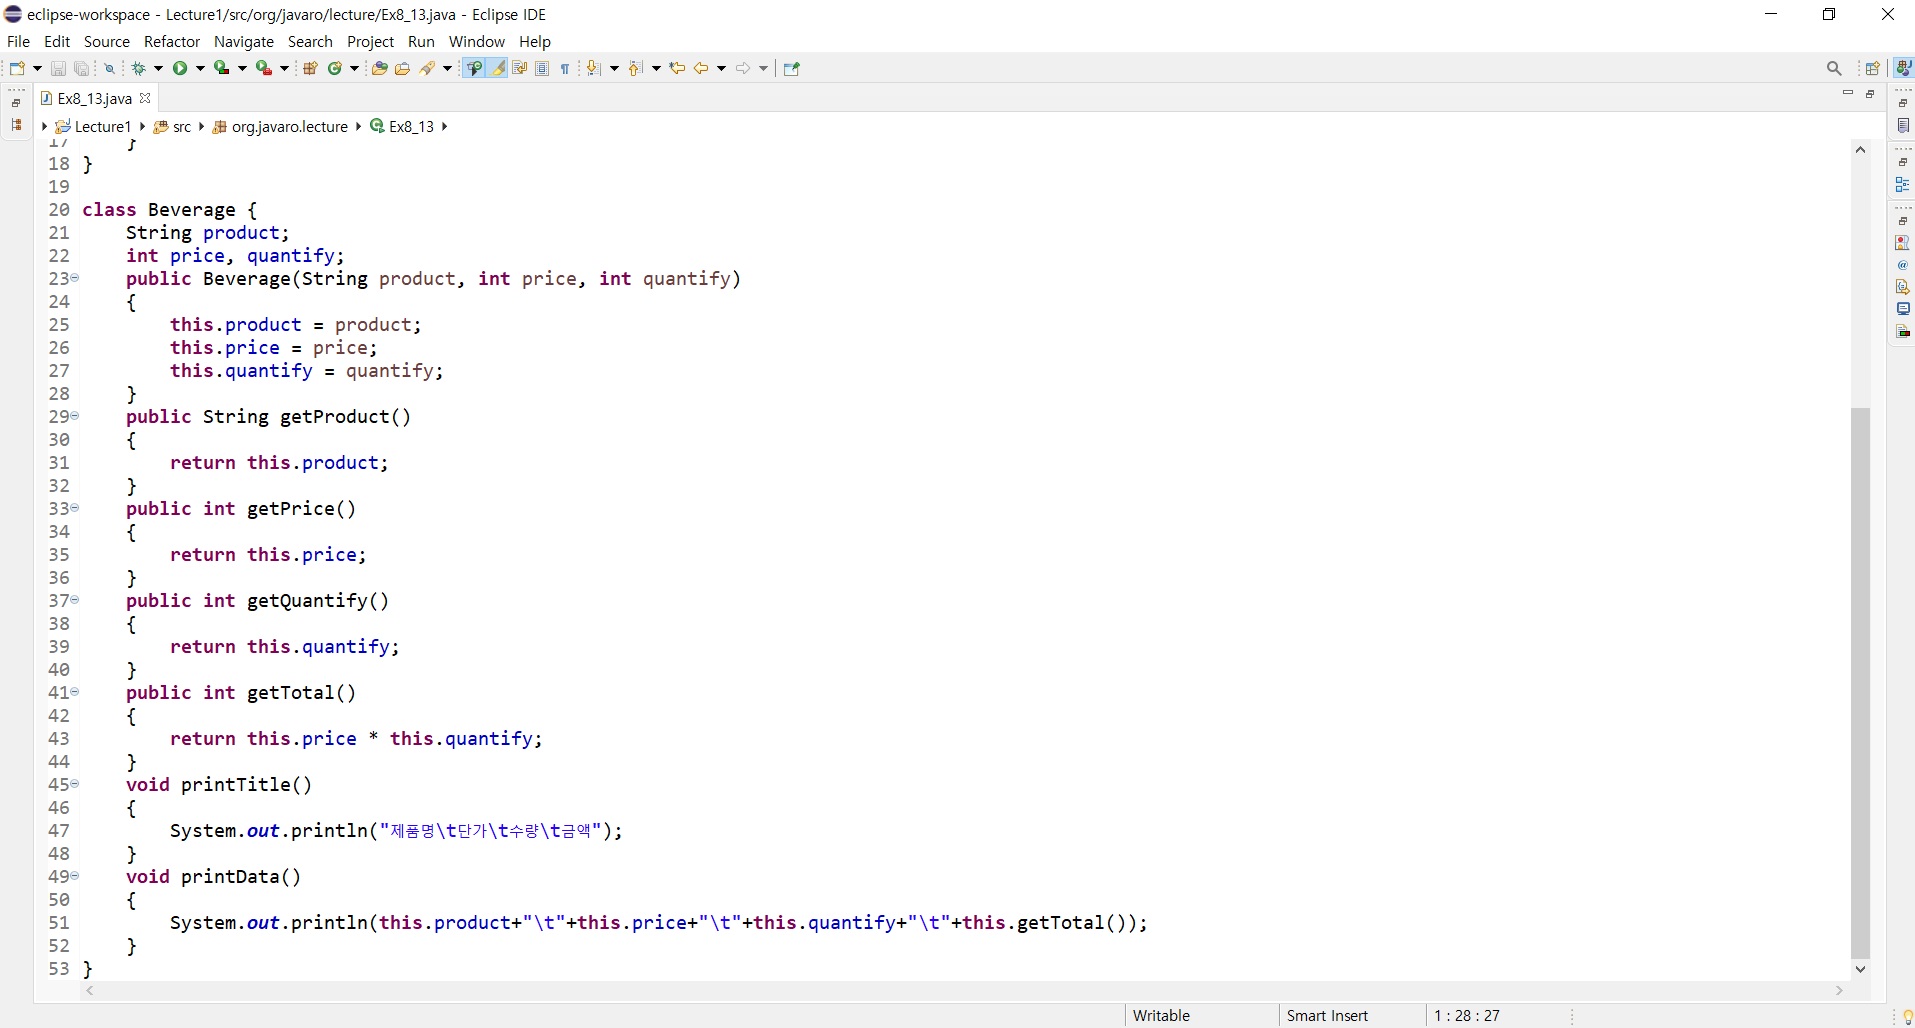 eclipse-workspace - Lecture1/src/org/javaro/lecture/Ex8_13.java - Eclipse IDE
File Edit Source Refactor Navigate Search Project Run Window Help
Ex8_13.java
Lecture1 src org.javaro.lecture Ex8_13
17 }
18 }
19
20 class Beverage {
21 String product;
22 int price, quantify;
23 public Beverage(String product, int price, int quantify)
24 {
25 this.product = product;
26 this.price = price;
27 this.quantify = quantify;
28 }
29 public String getProduct()
30 {
31 return this.product;
32 }
33 public int getPrice()
34 {
35 return this.price;
36 }
37 public int getQuantify()
38 {
39 return this.quantify;
40 }
41 public int getTotal()
42 {
43 return this.price * this.quantify;
44 }
45 void printTitle()
46 {
47 System.out.println("제품명\t단가\t수량\t금액");
48 }
49 void printData()
50 {
51 System.out.println(this.product+"\t"+this.price+"\t"+this.quantify+"\t"+this.getTotal());
52 }
53 }
Writable Smart Insert 1 : 28 : 27